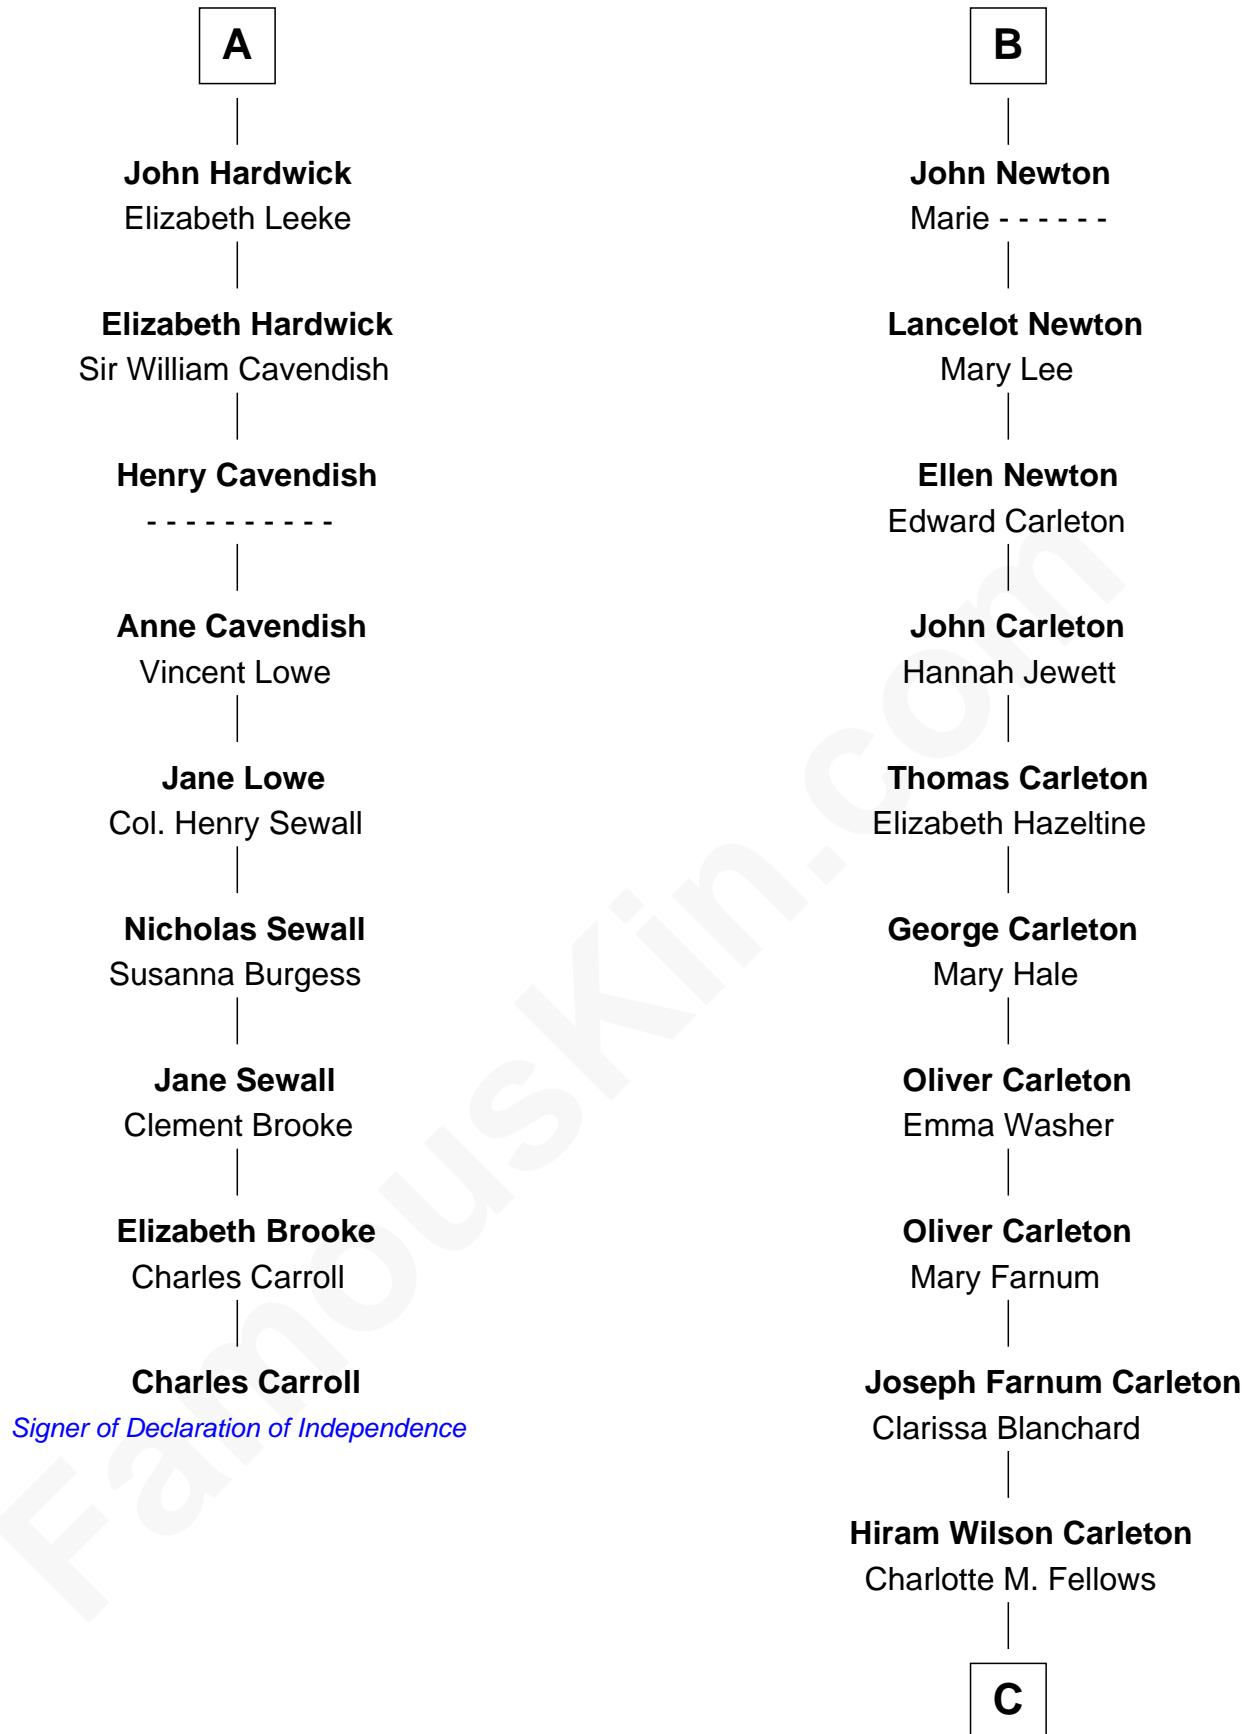 A
John Hardwick
Elizabeth Leeke
Elizabeth Hardwick
Sir William Cavendish
Henry Cavendish
- - - - - - - - - -
Anne Cavendish
Vincent Lowe
Jane Lowe
Col. Henry Sewall
Nicholas Sewall
Susanna Burgess
Jane Sewall
Clement Brooke
Elizabeth Brooke
Charles Carroll
Charles Carroll
Signer of Declaration of Independence
B
John Newton
Marie - - - - - -
Lancelot Newton
Mary Lee
Ellen Newton
Edward Carleton
John Carleton
Hannah Jewett
Thomas Carleton
Elizabeth Hazeltine
George Carleton
Mary Hale
Oliver Carleton
Emma Washer
Oliver Carleton
Mary Farnum
Joseph Farnum Carleton
Clarissa Blanchard
Hiram Wilson Carleton
Charlotte M. Fellows
C
FamousKin.com